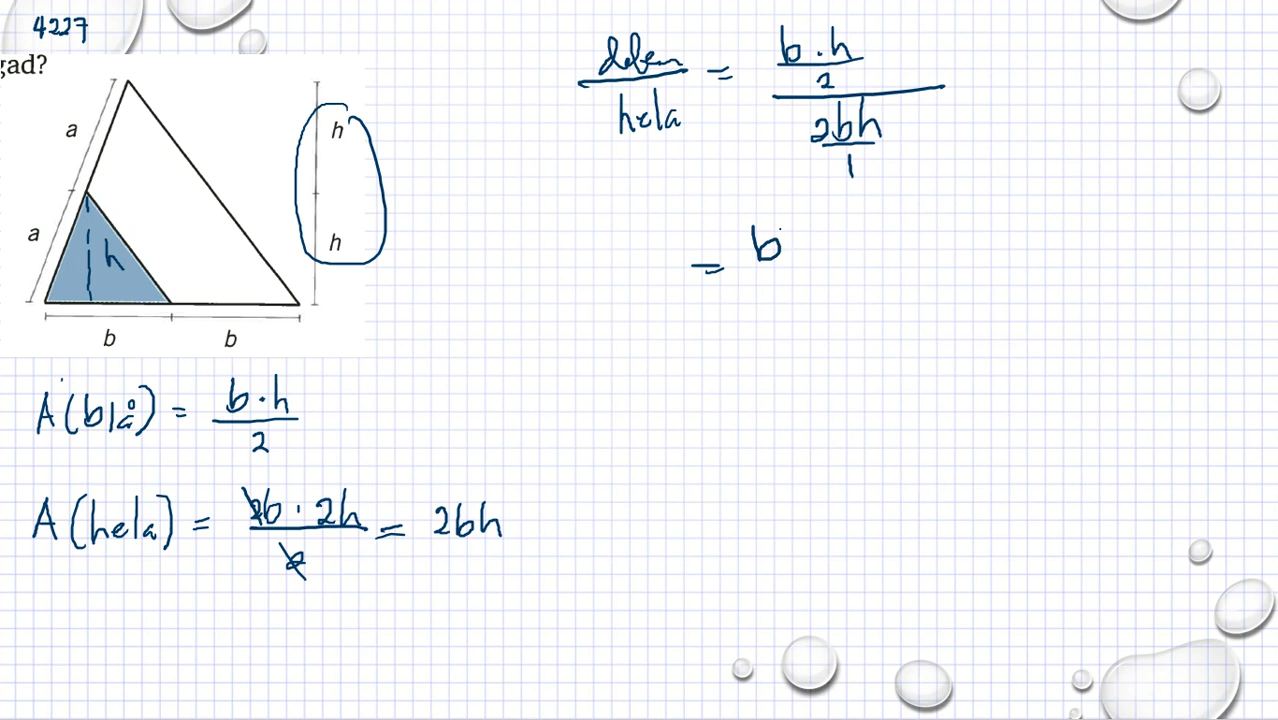 4227
gad?
a
h
a
h
h
b
b
A(blå) = b·h / 2
A(hela) = 2b · 2h / 2 = 2bh
delen / hela = b·h / 2 / 2bh / 1
= b